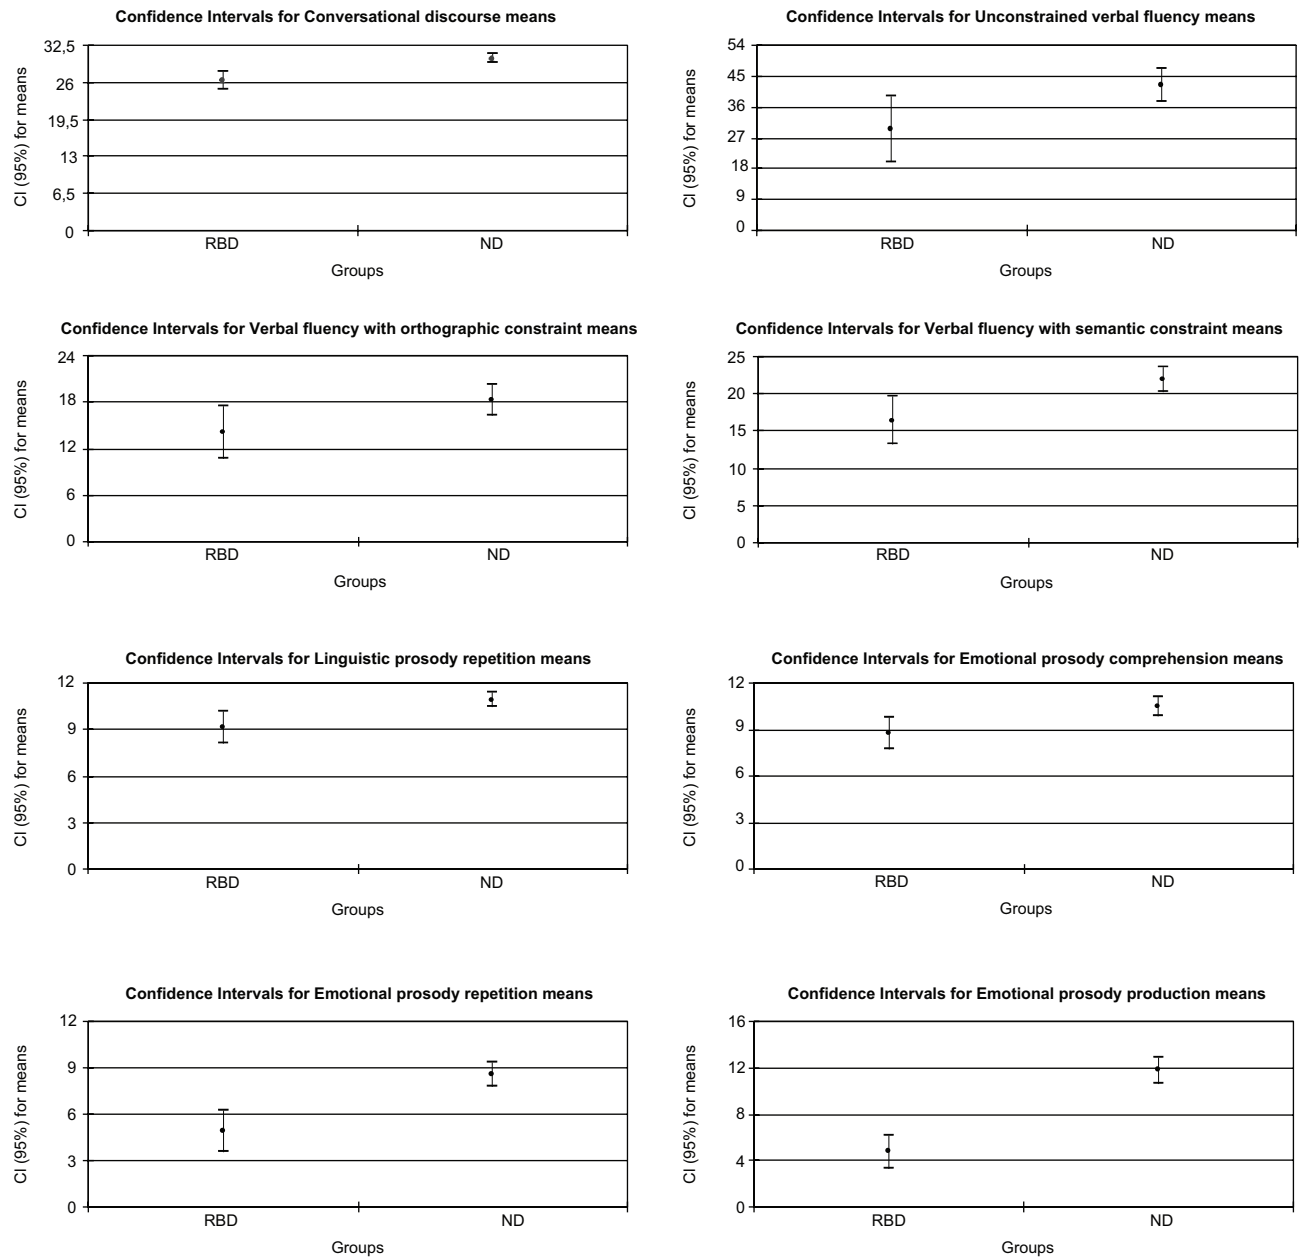 Confidence Intervals for Conversational discourse means
CI (95%) for means
32,5
26
19,5
13
6,5
0
RBD
ND
Groups
Confidence Intervals for Unconstrained verbal fluency means
CI (95%) for means
54
45
36
27
18
9
0
RBD
ND
Groups
Confidence Intervals for Verbal fluency with orthographic constraint means
CI (95%) for means
24
18
12
6
0
RBD
ND
Groups
Confidence Intervals for Verbal fluency with semantic constraint means
CI (95%) for means
25
20
15
10
5
0
RBD
ND
Groups
Confidence Intervals for Linguistic prosody repetition means
CI (95%) for means
12
9
6
3
0
RBD
ND
Groups
Confidence Intervals for Emotional prosody comprehension means
CI (95%) for means
12
9
6
3
0
RBD
ND
Groups
Confidence Intervals for Emotional prosody repetition means
CI (95%) for means
12
9
6
3
0
RBD
ND
Groups
Confidence Intervals for Emotional prosody production means
CI (95%) for means
16
12
8
4
0
RBD
ND
Groups